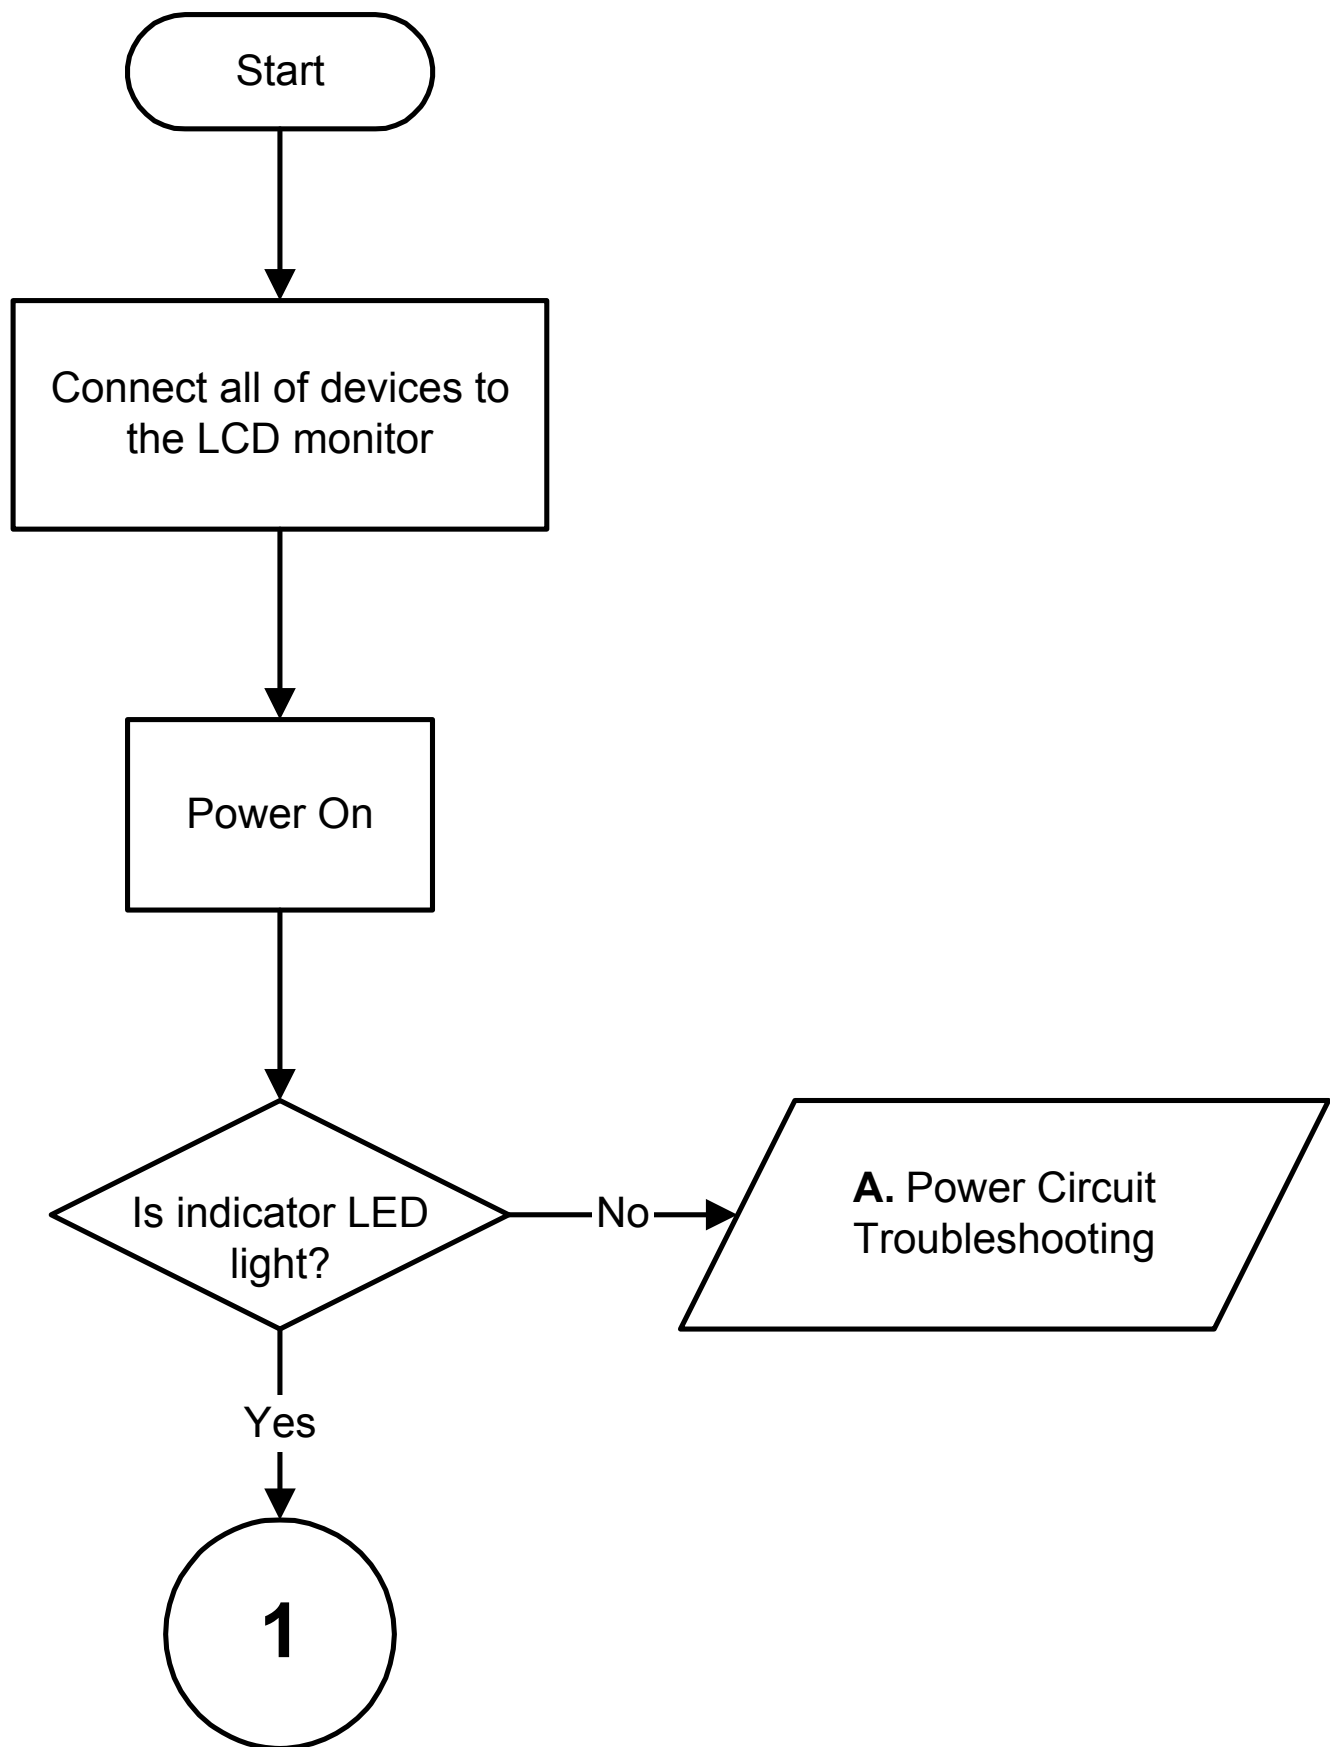 Start
Connect all of devices to
the LCD monitor
Power On
Is indicator LED
light?
No
A. Power Circuit
Troubleshooting
Yes
1